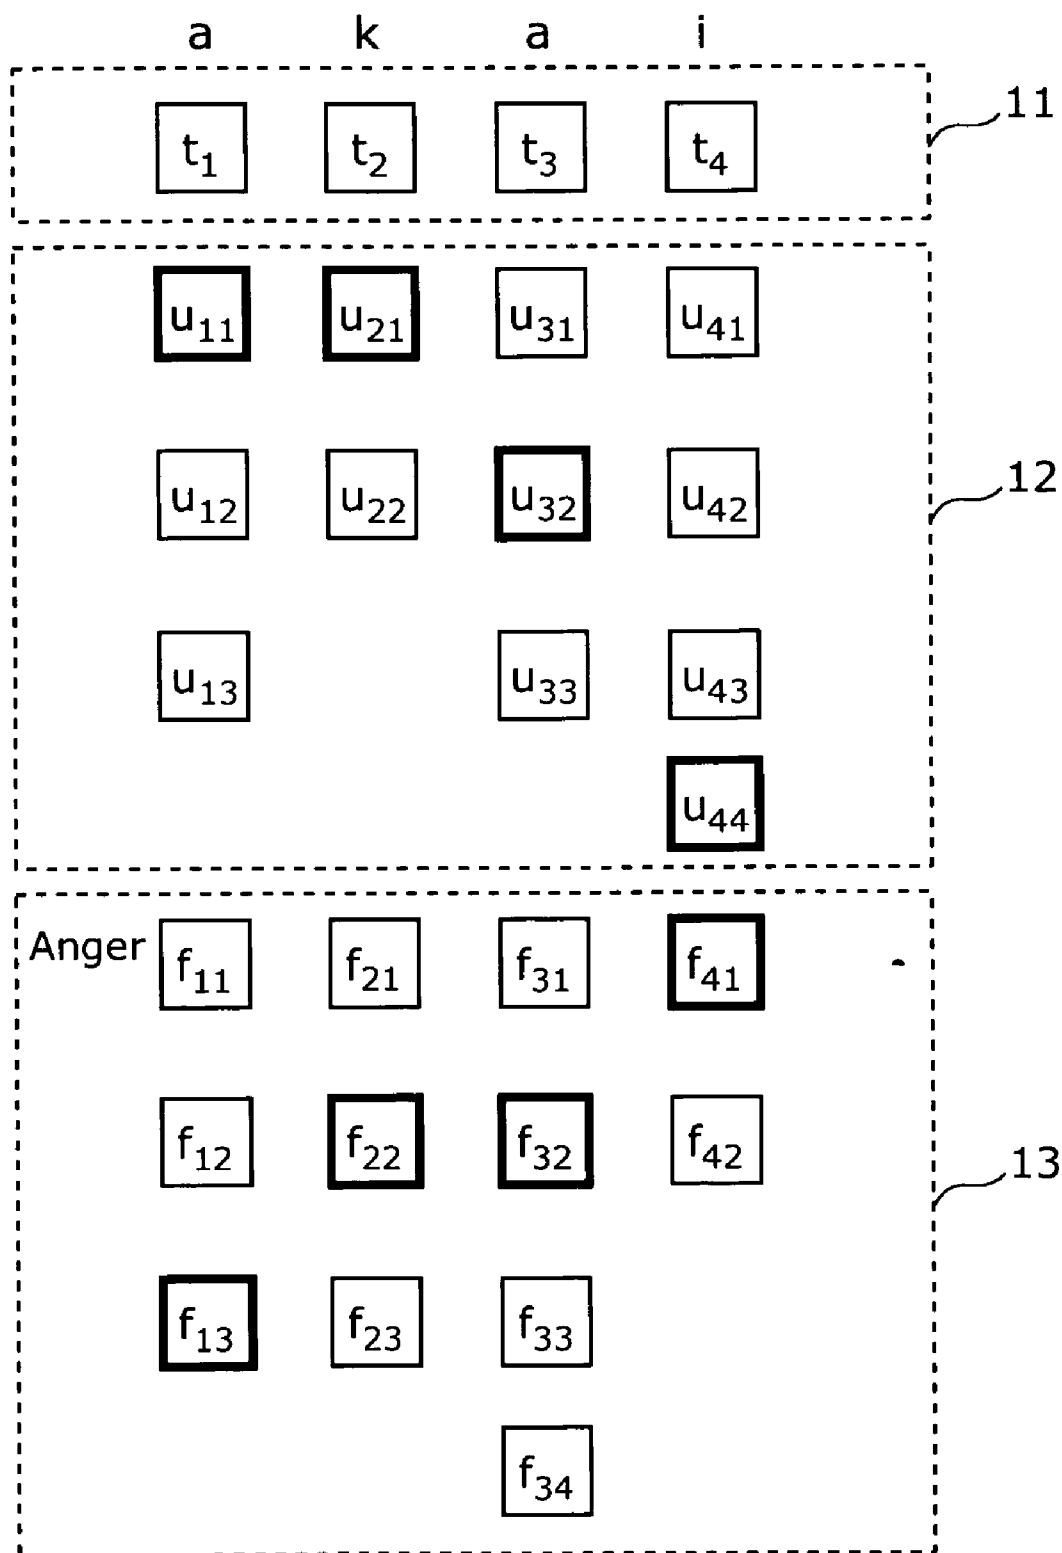 a k a i
t₁ t₂ t₃ t₄ 11
u₁₁ u₂₁ u₃₁ u₄₁
u₁₂ u₂₂ u₃₂ u₄₂ 12
u₁₃ u₃₃ u₄₃
u₄₄
Anger f₁₁ f₂₁ f₃₁ f₄₁
f₁₂ f₂₂ f₃₂ f₄₂ 13
f₁₃ f₂₃ f₃₃
f₃₄